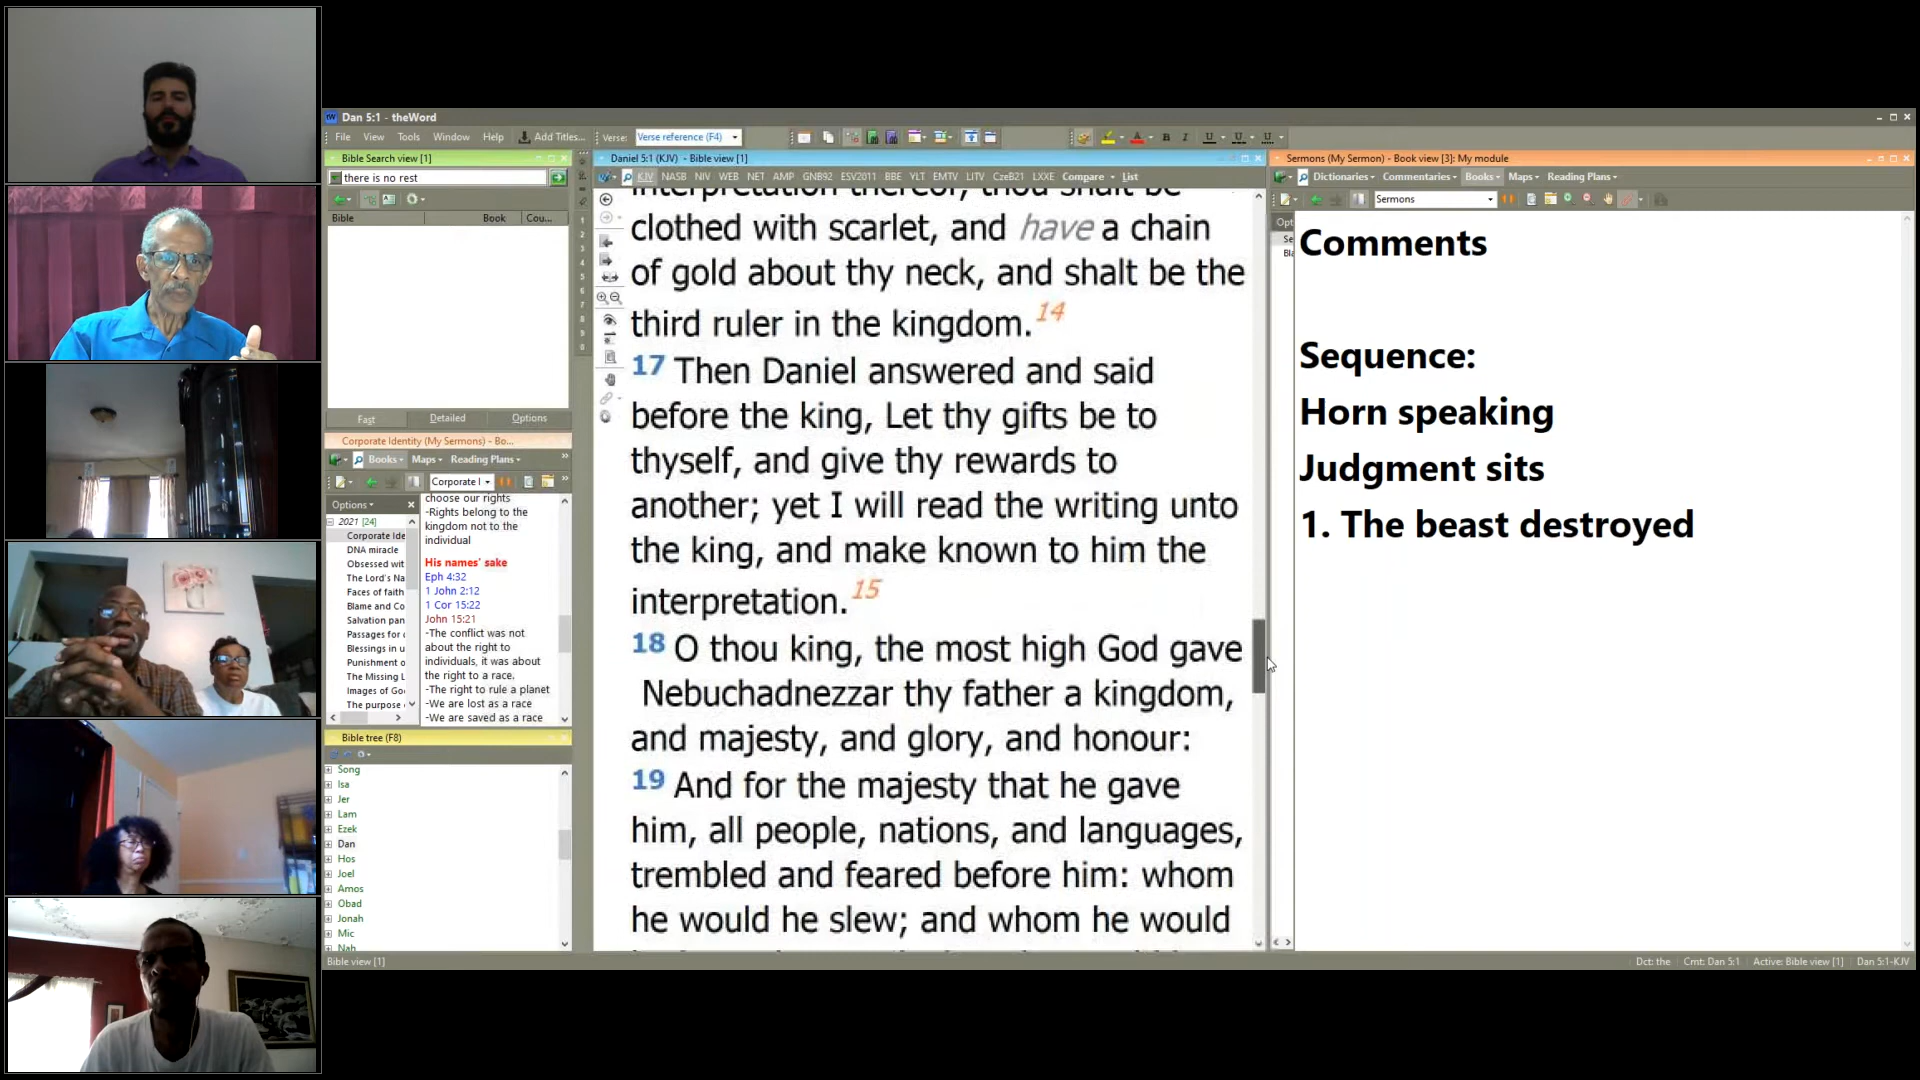 Dan 5:1 - theWord
File View Tools Window Help Add Titles... Verse: Verse reference (F4)
Bible Search view [1]
there is no rest
Bible Book Cou...
Fast Detailed Options
Corporate Identity (My Sermons) - Bo...
Books Maps Reading Plans
Corporate I
Options
2021 [24]
Corporate Ide
DNA miracle
Obsessed wit
The Lord's Na
Faces of faith
Blame and Co
Salvation pan
Passages for
Blessings in u
Punishment o
The Missing L
Images of Go
The purpose
choose our rights
-Rights belong to the
kingdom not to the
individual
His names' sake
Eph 4:32
1 John 2:12
1 Cor 15:22
John 15:21
-The conflict was not
about the right to
individuals, it was about
the right to a race.
-The right to rule a planet
-We are lost as a race
-We are saved as a race
Bible tree (F8)
Song
Isa
Jer
Lam
Ezek
Dan
Hos
Joel
Amos
Obad
Jonah
Mic
Nah
Bible view [1]
Daniel 5:1 (KJV) - Bible view [1]
KJV NASB NIV WEB NET AMP GNB92 ESV2011 BBE YLT EMTV LITV CzeB21 LXXE Compare List
interpretation thereof, thou shalt be
clothed with scarlet, and have a chain
of gold about thy neck, and shalt be the
third ruler in the kingdom. 14
17 Then Daniel answered and said
before the king, Let thy gifts be to
thyself, and give thy rewards to
another; yet I will read the writing unto
the king, and make known to him the
interpretation. 15
18 O thou king, the most high God gave
Nebuchadnezzar thy father a kingdom,
and majesty, and glory, and honour:
19 And for the majesty that he gave
him, all people, nations, and languages,
trembled and feared before him: whom
he would he slew; and whom he would
Sermons (My Sermon) - Book view [3]: My module
Dictionaries Commentaries Books Maps Reading Plans
Sermons
Opt
Se
Comments
Sequence:
Horn speaking
Judgment sits
1. The beast destroyed
Dct: the Cmt: Dan 5:1 Active: Bible view [1] Dan 5:1-KJV